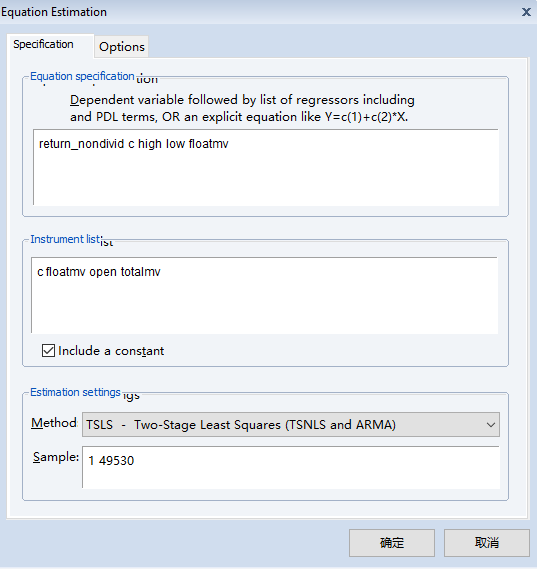 Equation Estimation
Specification
Options
Equation specification
Dependent variable followed by list of regressors including
and PDL terms, OR an explicit equation like Y=c(1)+c(2)*X.
return_nondivid c high low floatmv
Instrument list
c floatmv open totalmv
Include a constant
Estimation settings
Method:
TSLS - Two-Stage Least Squares (TSNLS and ARMA)
Sample:
1 49530
确定
取消